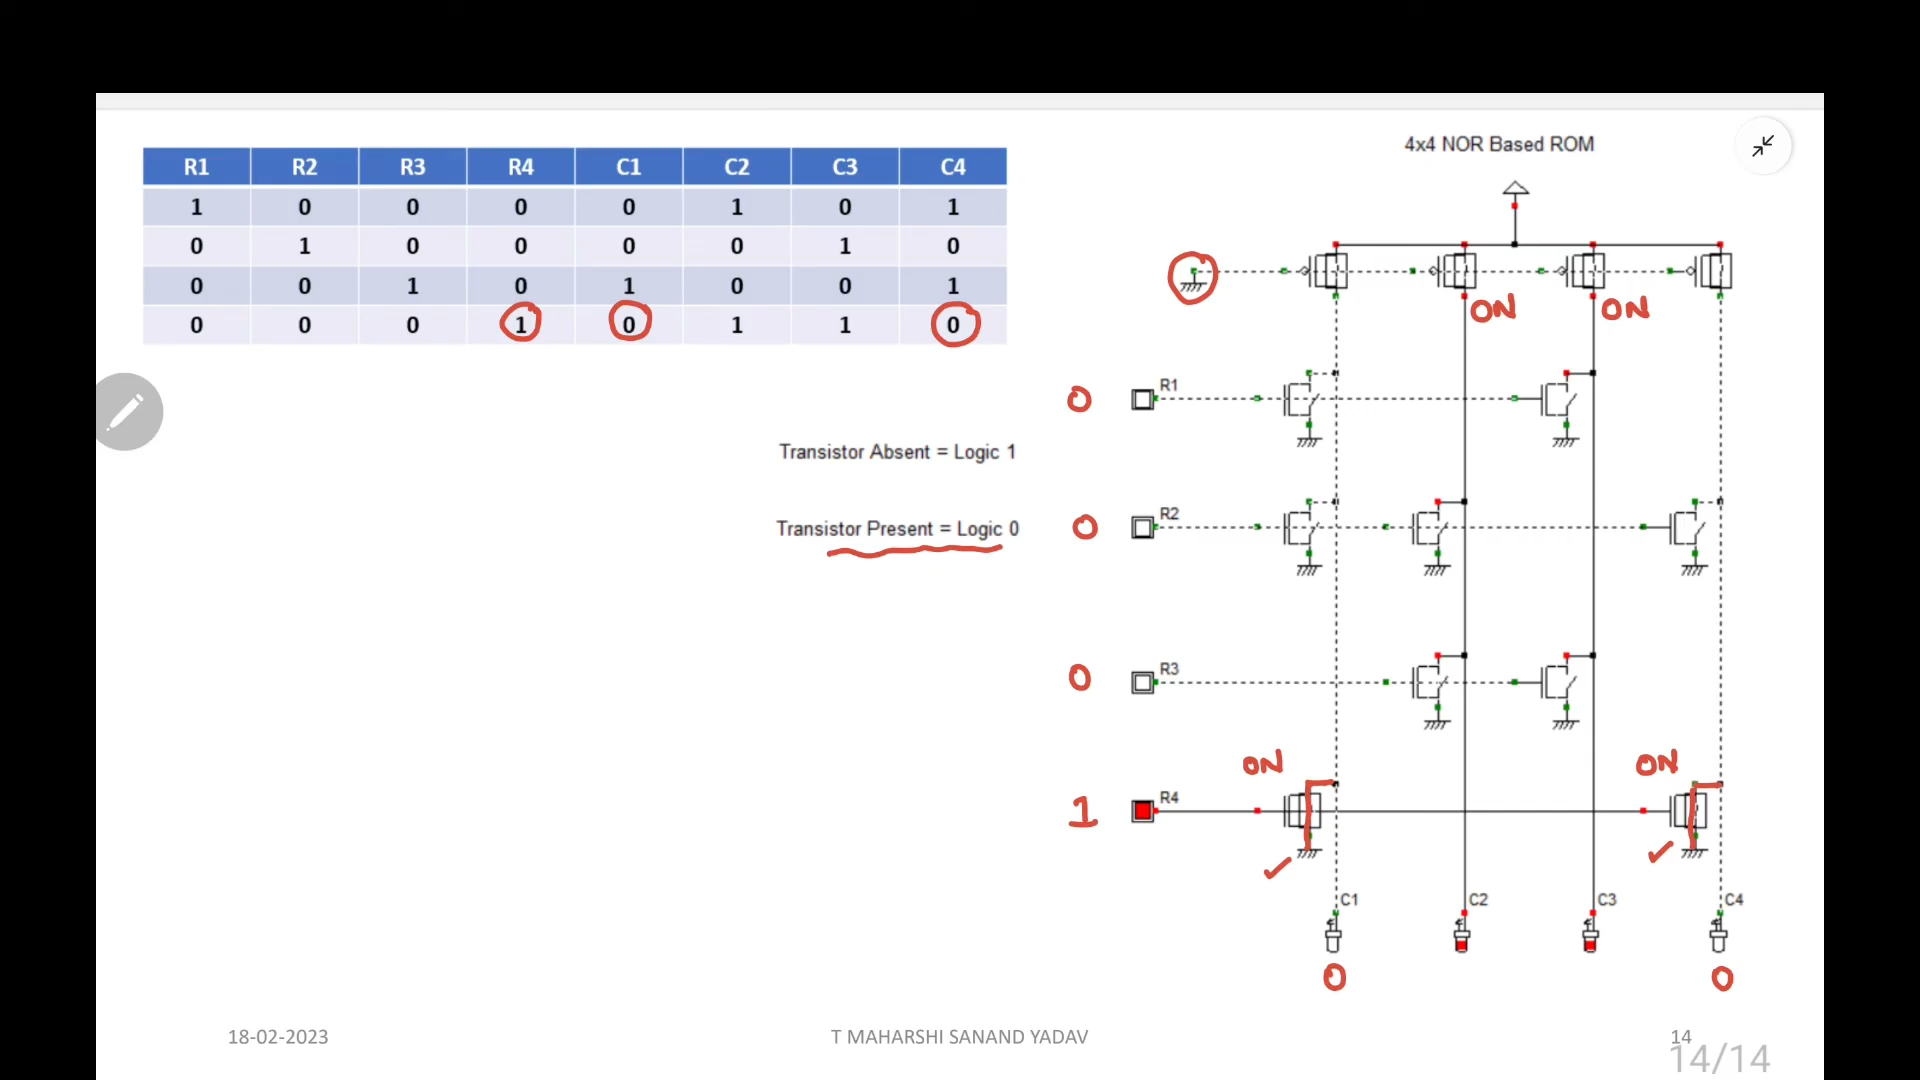 4x4 NOR Based ROM
R1 R2 R3 R4 C1 C2 C3 C4
1 0 0 0 0 1 0 1
0 1 0 0 0 0 1 0
0 0 1 0 1 0 0 1
0 0 0 1 0 1 1 0
ON ON
0 R1
Transistor Absent = Logic 1
0 R2
Transistor Present = Logic 0
0 R3
ON ON
1 R4
C1 C2 C3 C4
0 0
18-02-2023 T MAHARSHI SANAND YADAV 14
14/14